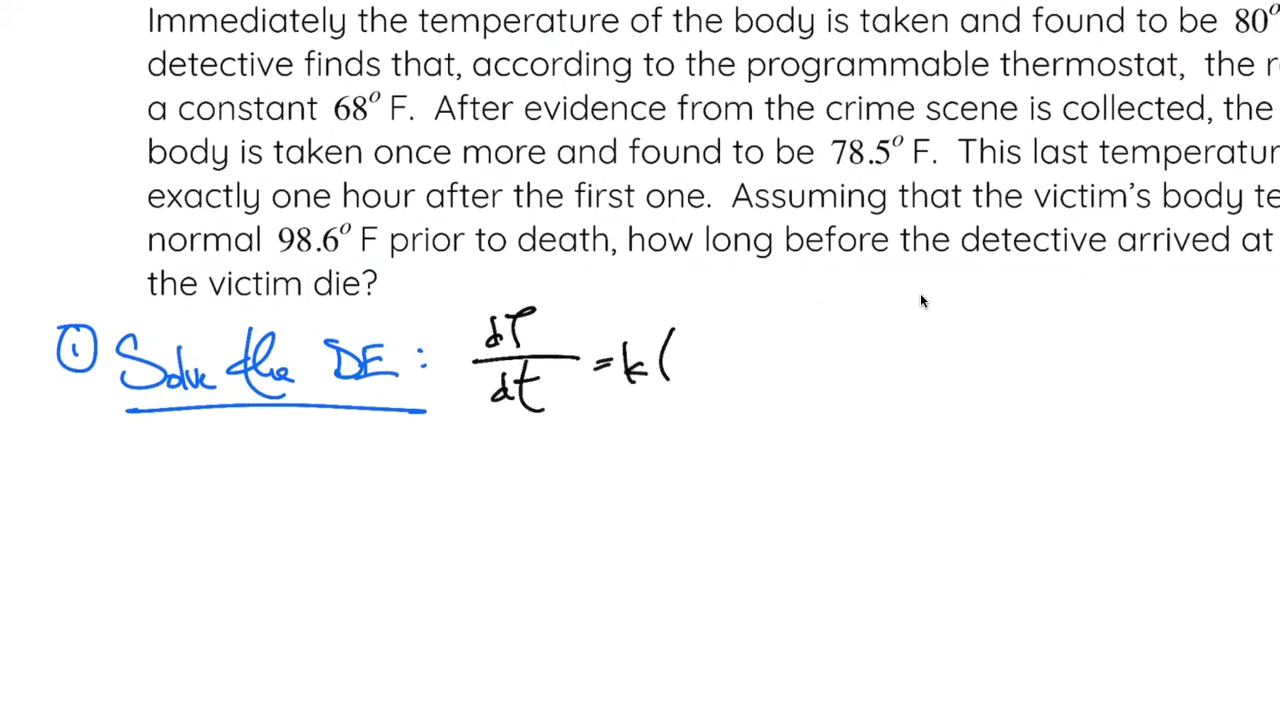 Immediately the temperature of the body is taken and found to be 80°
detective finds that, according to the programmable thermostat, the
a constant 68° F. After evidence from the crime scene is collected, the
body is taken once more and found to be 78.5° F. This last
exactly one hour after the first one. Assuming that the victim's body
normal 98.6° F prior to death, how long before the detective arrived at
the victim die?
① Solve the DE: dT/dt = k(